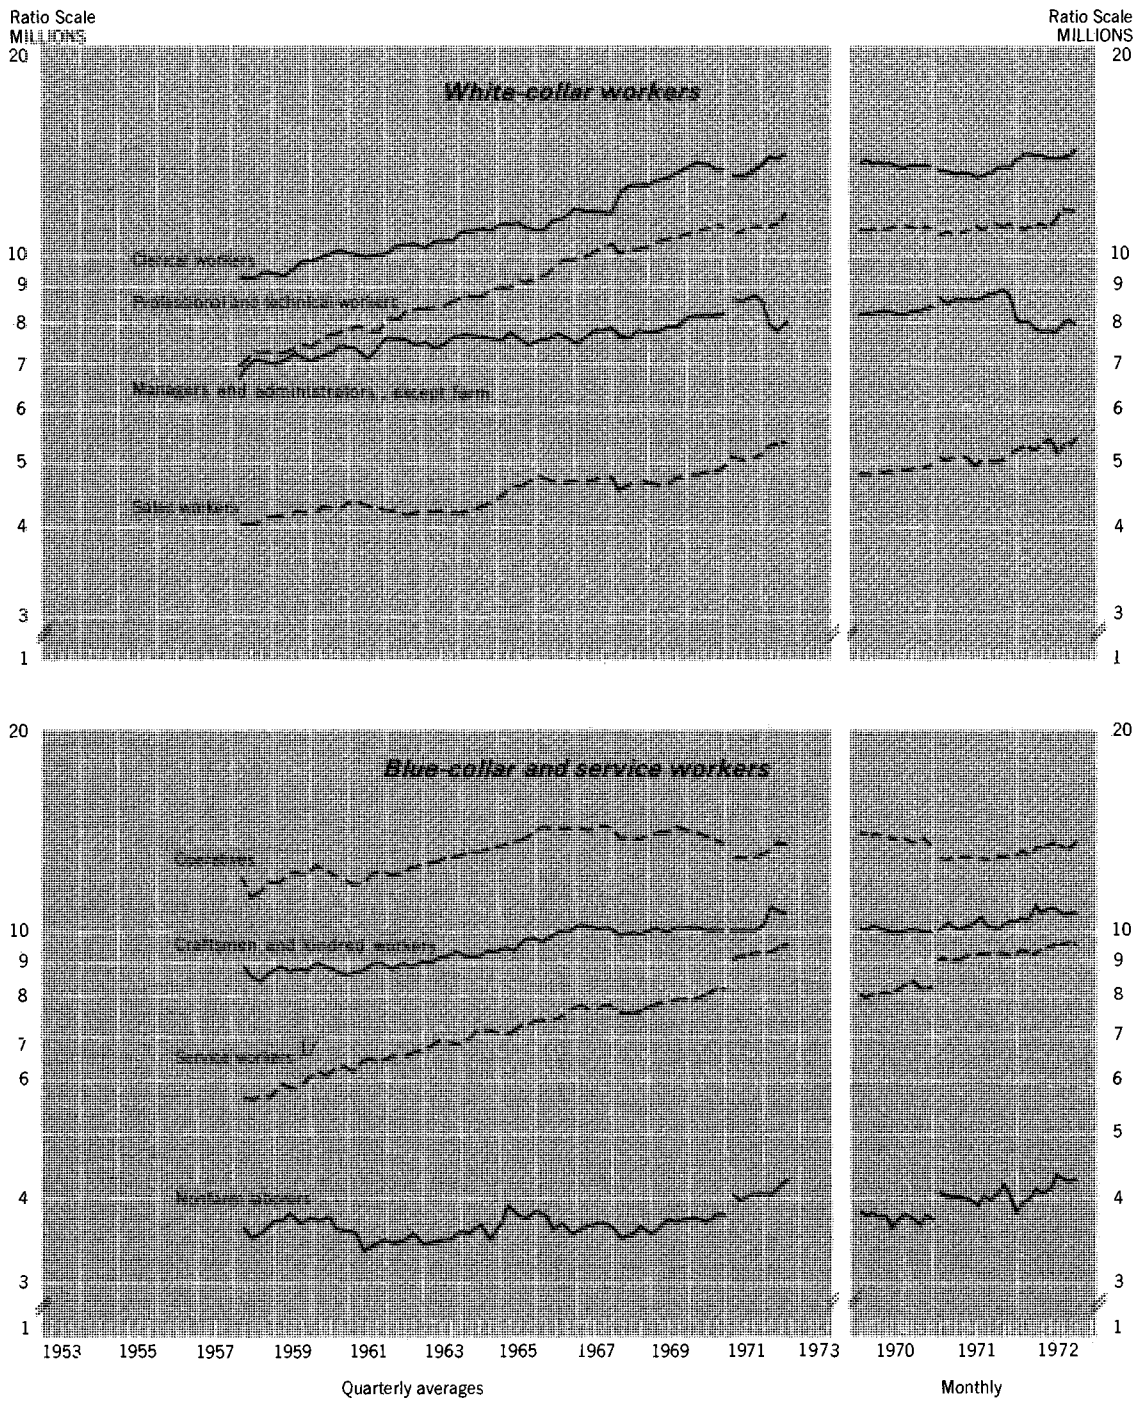 Ratio Scale
MILLIONS
Ratio Scale
MILLIONS
20
20
White-collar workers
10
Clerical workers
10
9
9
Professional and technical workers
8
8
7
7
Managers and administrators, except farm
6
6
5
5
Sales workers
4
4
3
3
1
1
20
20
Blue-collar and service workers
Operatives
10
10
Craftsmen and kindred workers
9
9
8
8
7
7
Service workers 1/
6
6
5
4
Nonfarm laborers
4
3
3
1
1
1953 1955 1957 1959 1961 1963 1965 1967 1969 1971 1973 1970 1971 1972
Quarterly averages
Monthly